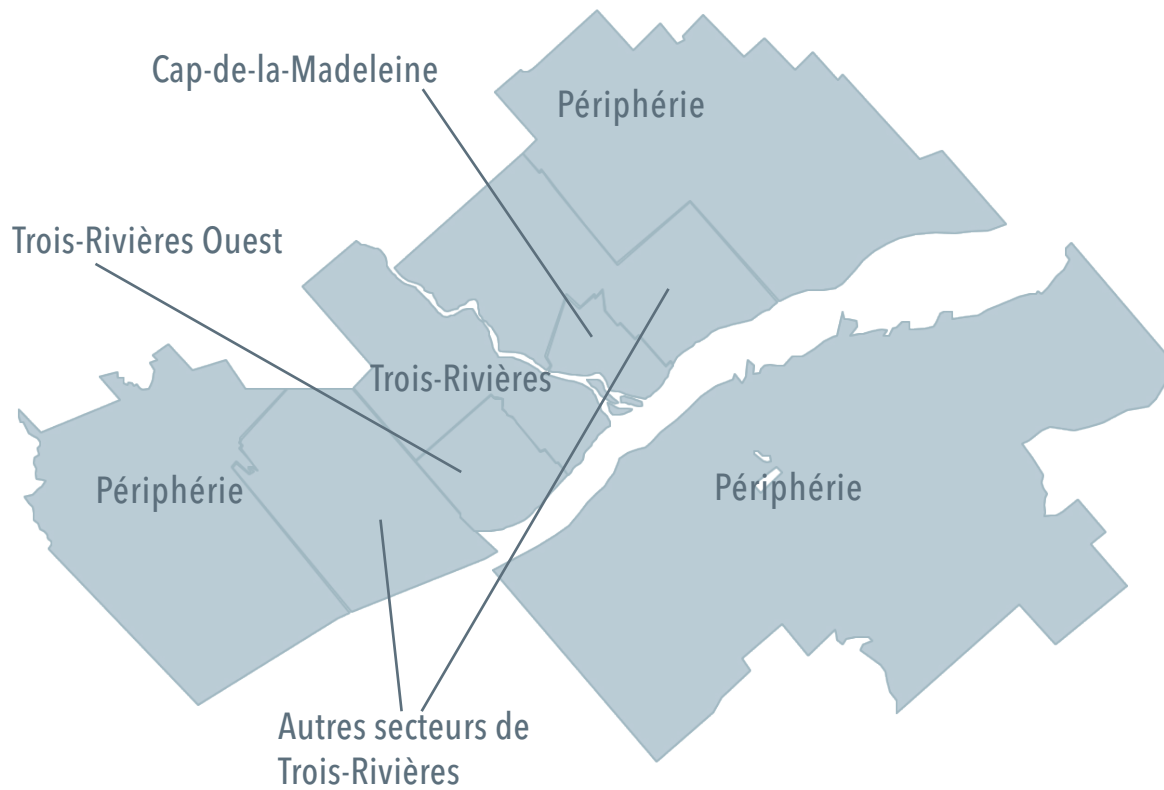 Cap-de-la-Madeleine
Périphérie
Trois-Rivières Ouest
Trois-Rivières
Périphérie
Périphérie
Autres secteurs de
Trois-Rivières